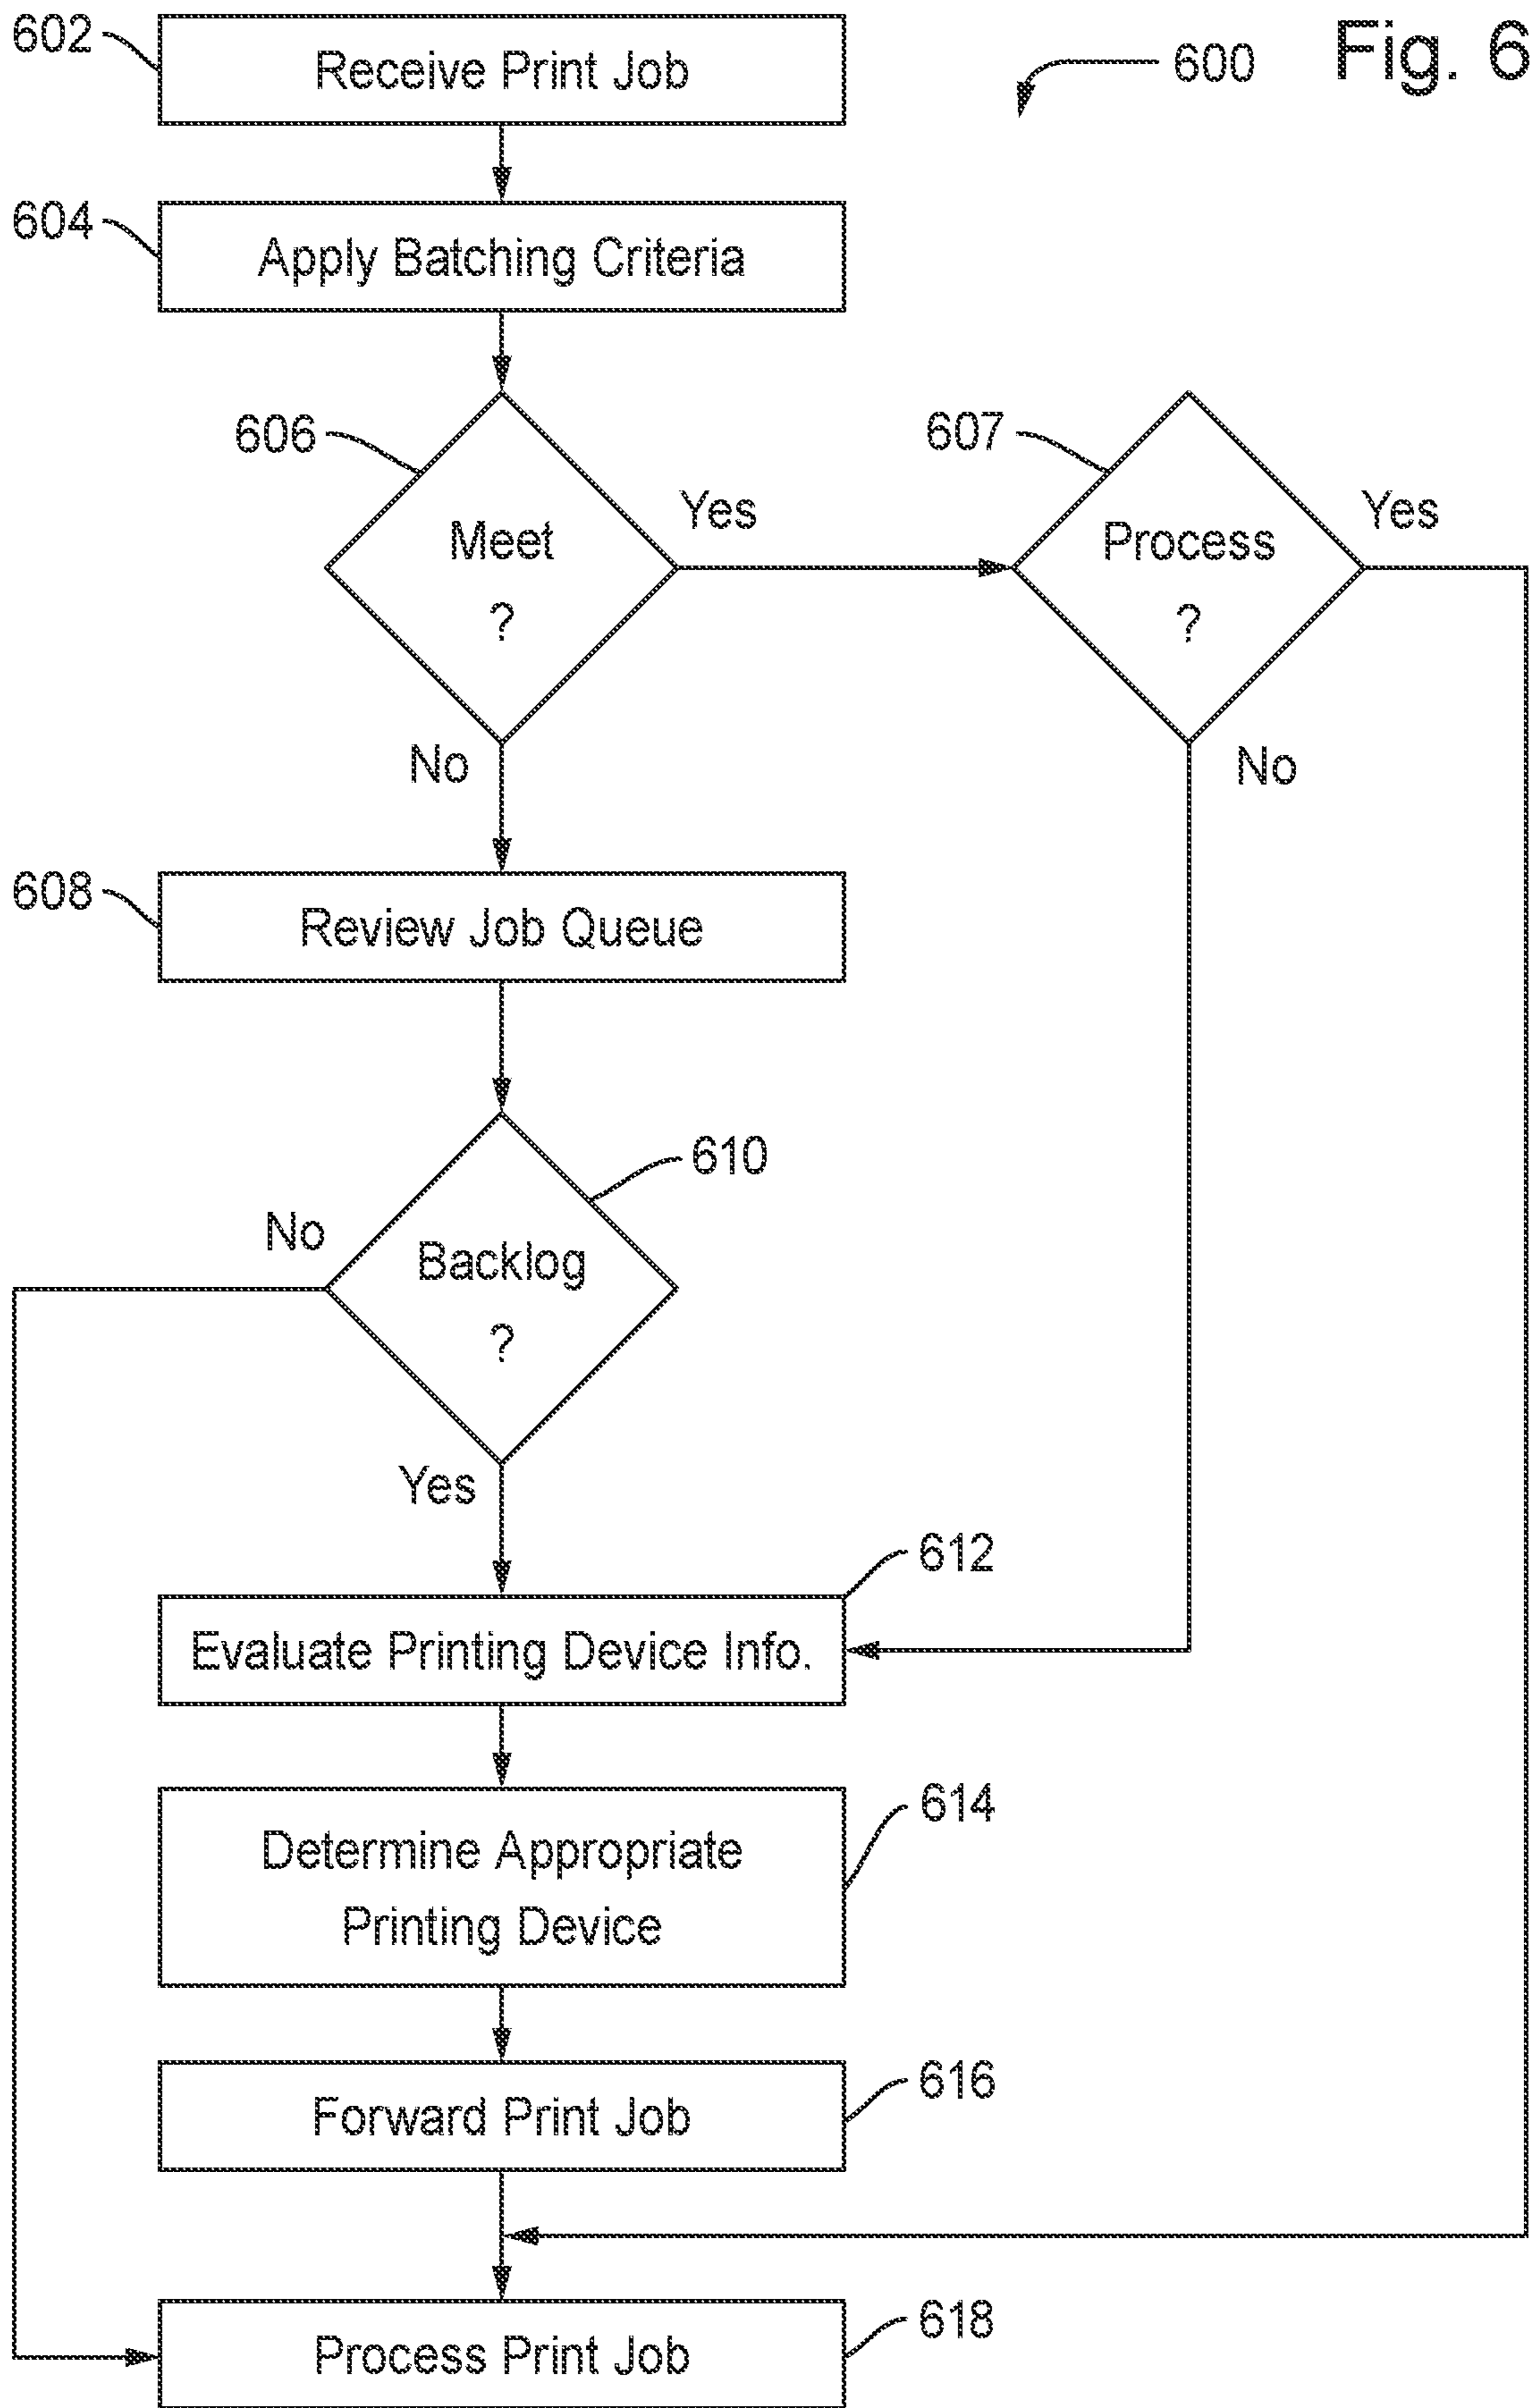 602
Receive Print Job
600
Fig. 6
604
Apply Batching Criteria
606
Meet
?
Yes
607
Process
?
Yes
No
No
608
Review Job Queue
610
No
Backlog
?
Yes
612
Evaluate Printing Device Info.
614
Determine Appropriate
Printing Device
616
Forward Print Job
618
Process Print Job